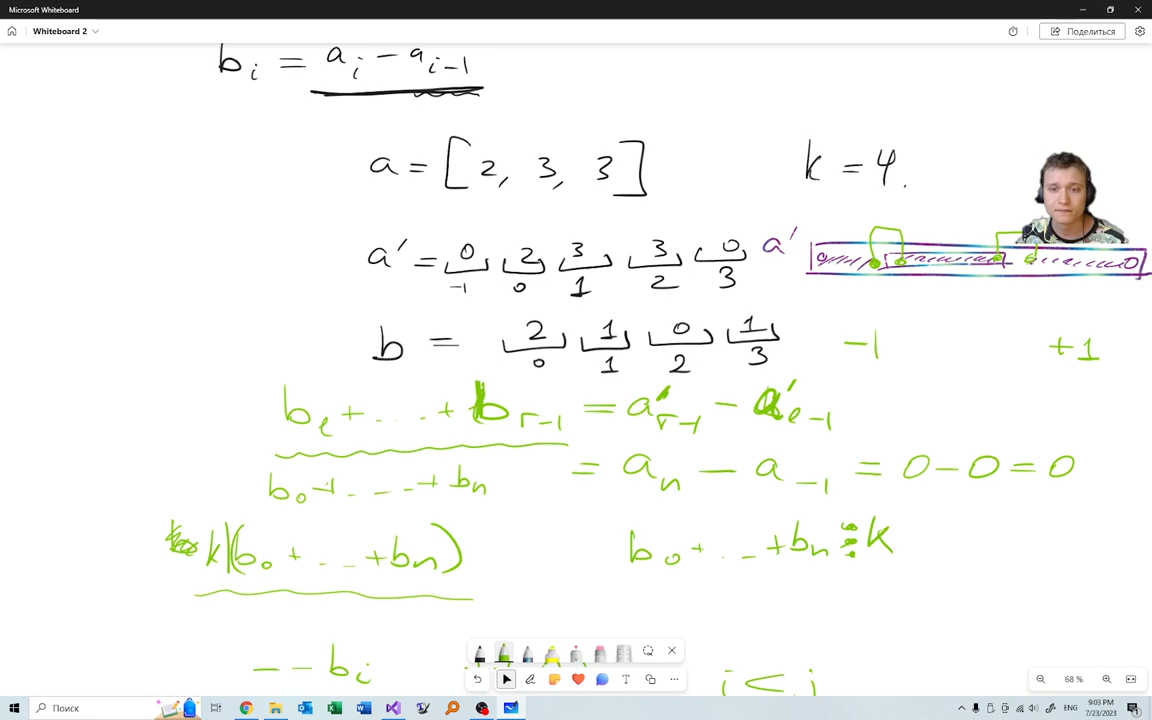 Microsoft Whiteboard
Whiteboard 2
Поделиться
b_i = a_i - a_{i-1}
a = [2, 3, 3] k = 4.
a' = 0 2 3 3 0 a'
-1 0 1 2 3
b = 2 1 0 1 -1 +1
0 1 2 3
b_l + ... + b_{r-1} = a'_{r-1} - a'_{l-1}
b_0 + ... + b_n = a_n - a_{-1} = 0 - 0 = 0
k|(b_0 + ... + b_n) b_0 + ... + b_n ⋮ k
-- b_i i < j
68 %
Поиск
ENG
9:03 PM
7/23/2023